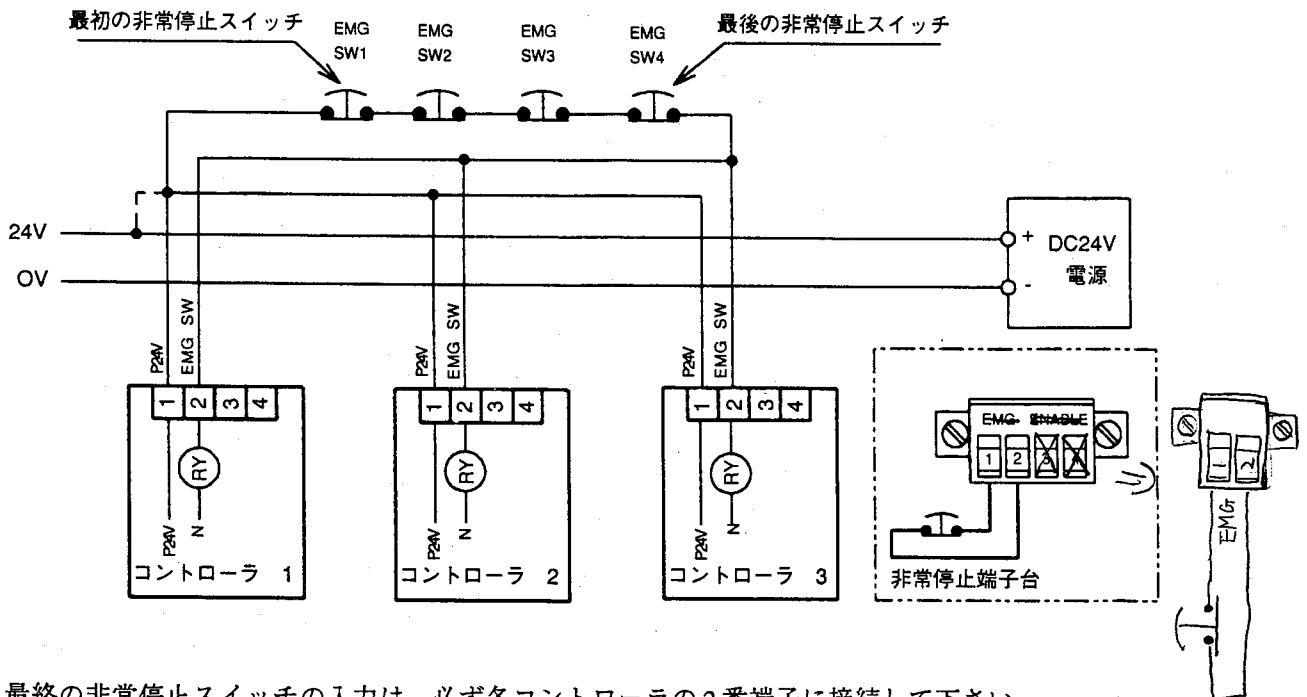 最初の非常停止スイッチ
EMG
SW1
EMG
SW2
EMG
SW3
EMG
SW4
最後の非常停止スイッチ
24V
OV
+
-
DC24V
電源
P24V
EMG SW
P24V
EMG SW
P24V
EMG SW
1 2 3 4
1 2 3 4
1 2 3 4
RY
RY
RY
P24V
N
P24V
N
P24V
N
コントローラ 1
コントローラ 2
コントローラ 3
EMG ENABLE
1 2 3 4
非常停止端子台
1 2
EMG
最終の非常停止スイッチの入力は、必ず各コントローラの2番端子に接続して下さい